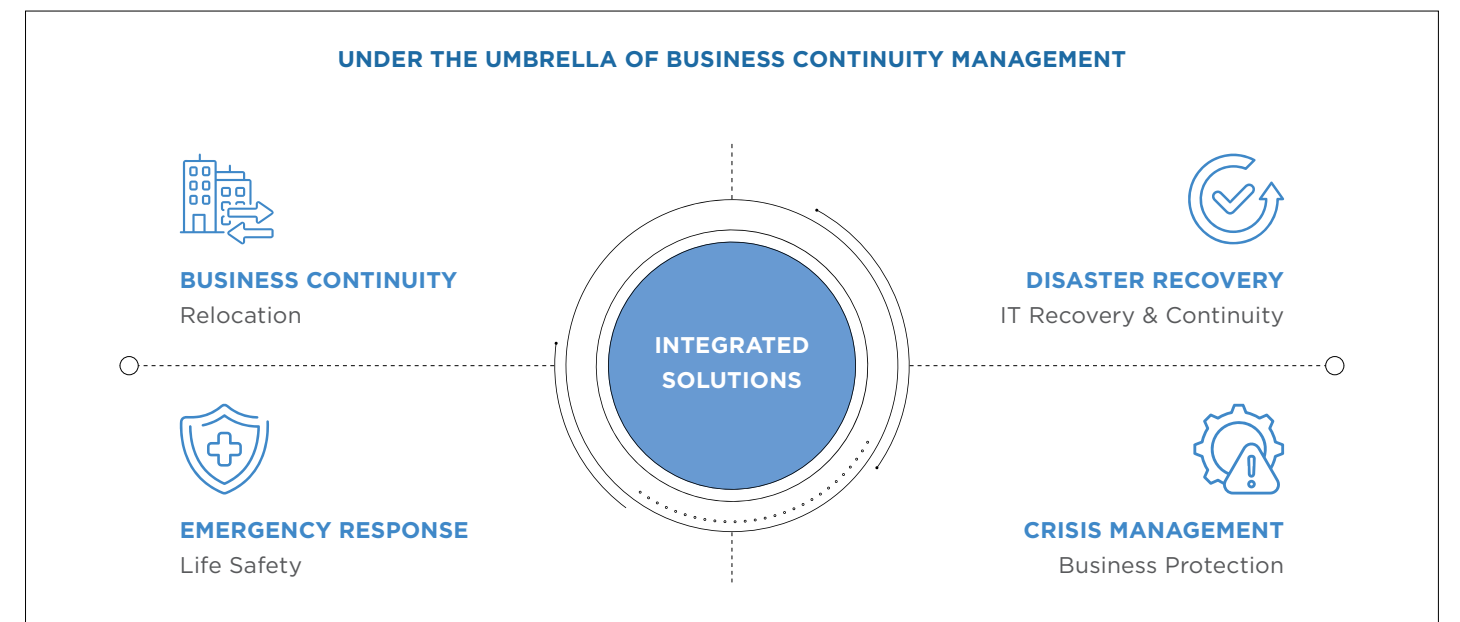 UNDER THE UMBRELLA OF BUSINESS CONTINUITY MANAGEMENT
BUSINESS CONTINUITY
Relocation
DISASTER RECOVERY
IT Recovery & Continuity
INTEGRATED
SOLUTIONS
EMERGENCY RESPONSE
Life Safety
CRISIS MANAGEMENT
Business Protection